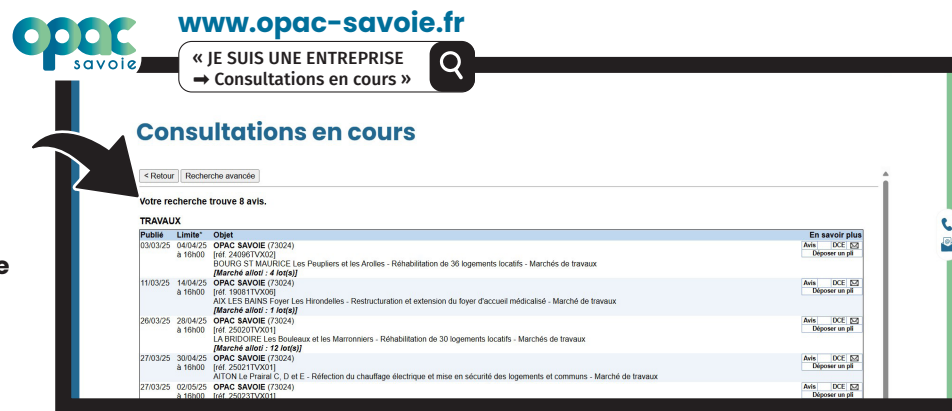 opac
savoie
www.opac-savoie.fr
« JE SUIS UNE ENTREPRISE
➡ Consultations en cours »
Consultations en cours
< Retour Recherche avancée
Votre recherche trouve 8 avis.
TRAVAUX
Publié Limite* Objet En savoir plus
03/03/25 04/04/25 OPAC SAVOIE (73024) Avis DCE
à 16h00 [réf. 24096TVX02] Déposer un pli
BOURG ST MAURICE Les Peupliers et les Arolles - Réhabilitation de 36 logements locatifs - Marchés de travaux
[Marché alloti : 4 lot(s)]
11/03/25 14/04/25 OPAC SAVOIE (73024) Avis DCE
à 16h00 [réf. 19081TVX06] Déposer un pli
AIX LES BAINS Foyer Les Hirondelles - Restructuration et extension du foyer d'accueil médicalisé - Marché de travaux
[Marché alloti : 1 lot(s)]
26/03/25 28/04/25 OPAC SAVOIE (73024) Avis DCE
à 16h00 [réf. 25020TVX01] Déposer un pli
LA BRIDOIRE Les Bouleaux et les Marronniers - Réhabilitation de 30 logements locatifs - Marchés de travaux
[Marché alloti : 12 lot(s)]
27/03/25 30/04/25 OPAC SAVOIE (73024) Avis DCE
à 16h00 [réf. 25021TVX01] Déposer un pli
AITON Le Prairal C, D et E - Réfection du chauffage électrique et mise en sécurité des logements et communs - Marché de travaux
27/03/25 02/05/25 OPAC SAVOIE (73024) Avis DCE
à 16h00 [réf. 25023TVX01] Déposer un pli
e